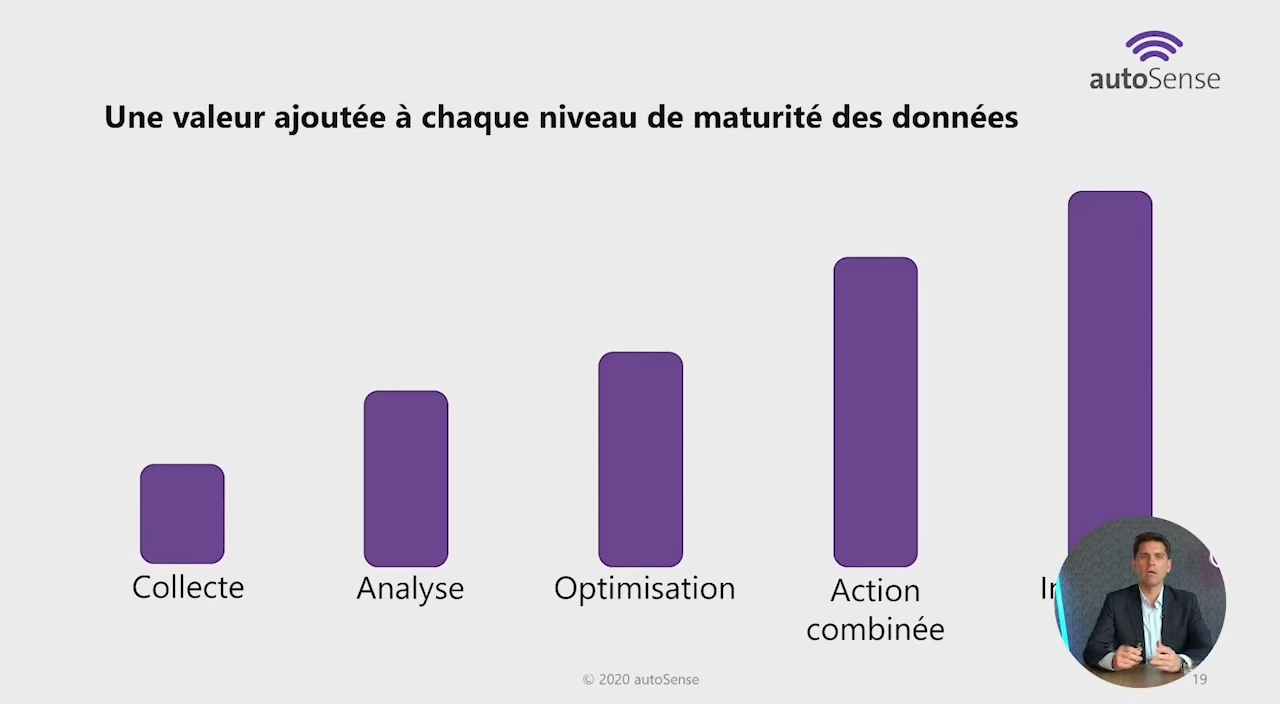 autoSense
Une valeur ajoutée à chaque niveau de maturité des données
Collecte
Analyse
Optimisation
Action
combinée
© 2020 autoSense
19